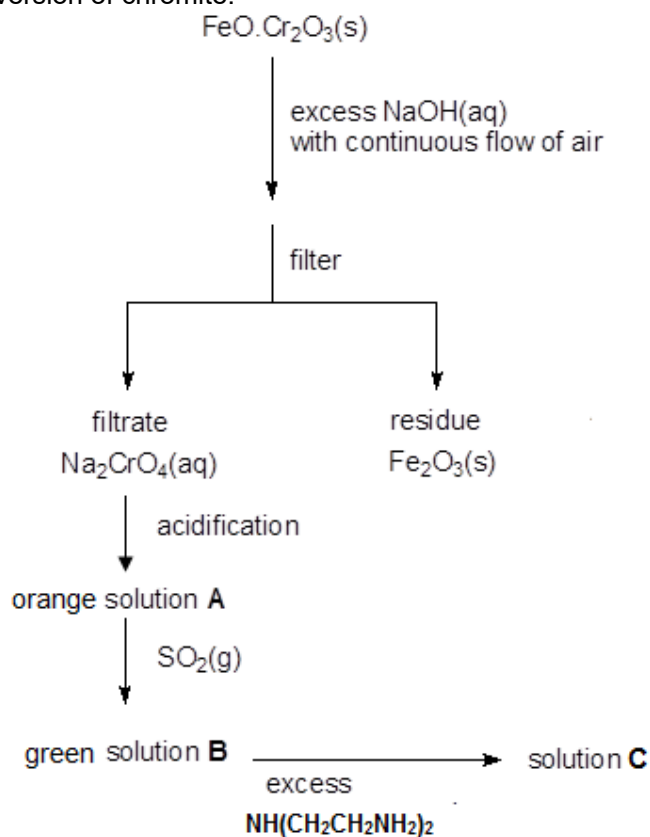 version of chromite.
FeO.Cr₂O₃(s)
excess NaOH(aq)
with continuous flow of air
filter
filtrate
Na₂CrO₄(aq)
residue
Fe₂O₃(s)
acidification
orange solution A
SO₂(g)
green solution B
solution C
excess
NH(CH₂CH₂NH₂)₂